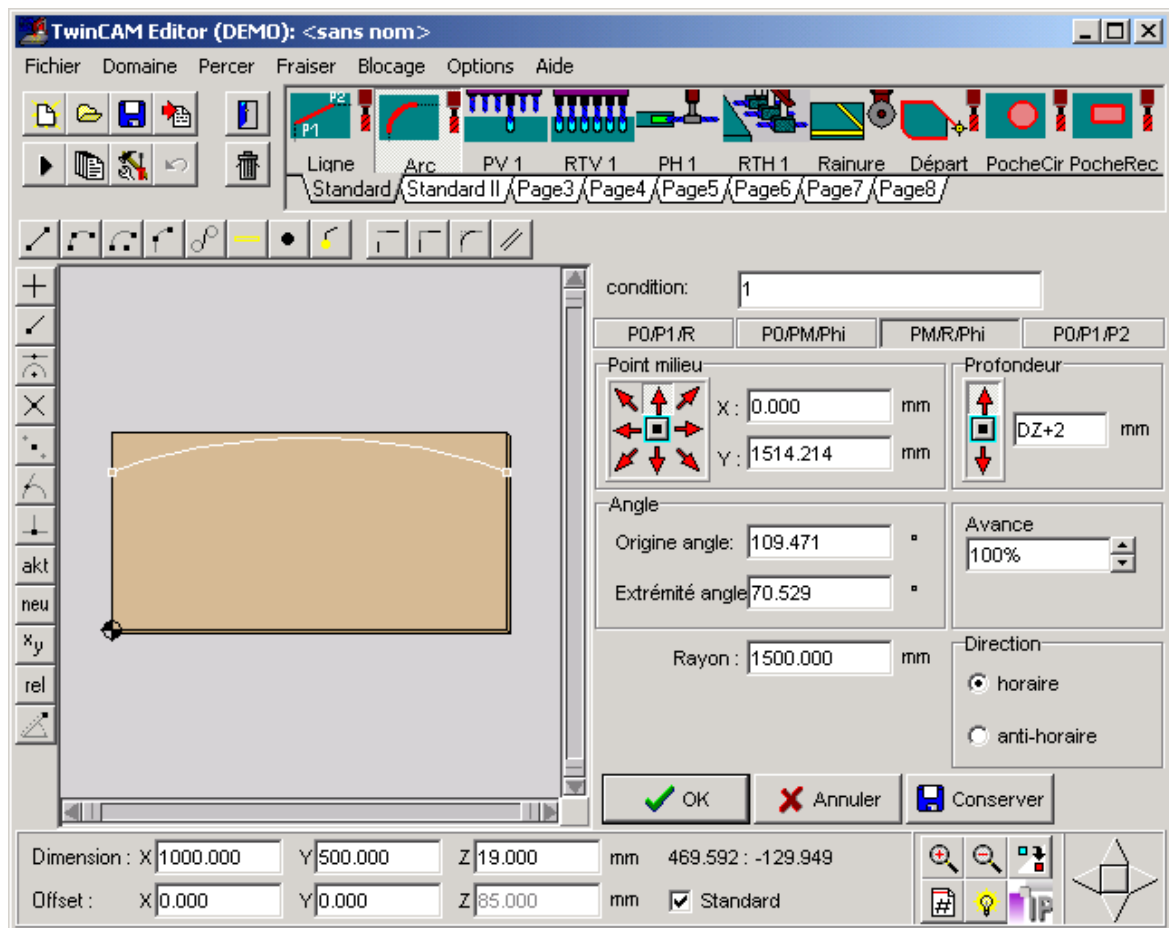 TwinCAM Editor (DEMO): <sans nom>
Fichier Domaine Percer Fraiser Blocage Options Aide
P1 P2
Ligne Arc PV 1 RTV 1 PH 1 RTH 1 Rainure Départ PocheCir PocheRec
Standard Standard II Page3 Page4 Page5 Page6 Page7 Page8
condition: 1
P0/P1/R P0/PM/Phi PM/R/Phi P0/P1/P2
Point milieu Profondeur
X : 0.000 mm
DZ+2 mm
Y : 1514.214 mm
Angle
Origine angle: 109.471 °
Avance
100%
Extrémité angle 70.529 °
Rayon : 1500.000 mm
Direction
horaire
anti-horaire
akt
neu
xy
rel
OK Annuler Conserver
Dimension : X 1000.000 Y 500.000 Z 19.000 mm 469.592 : -129.949
Offset : X 0.000 Y 0.000 Z 85.000 mm Standard
# IP